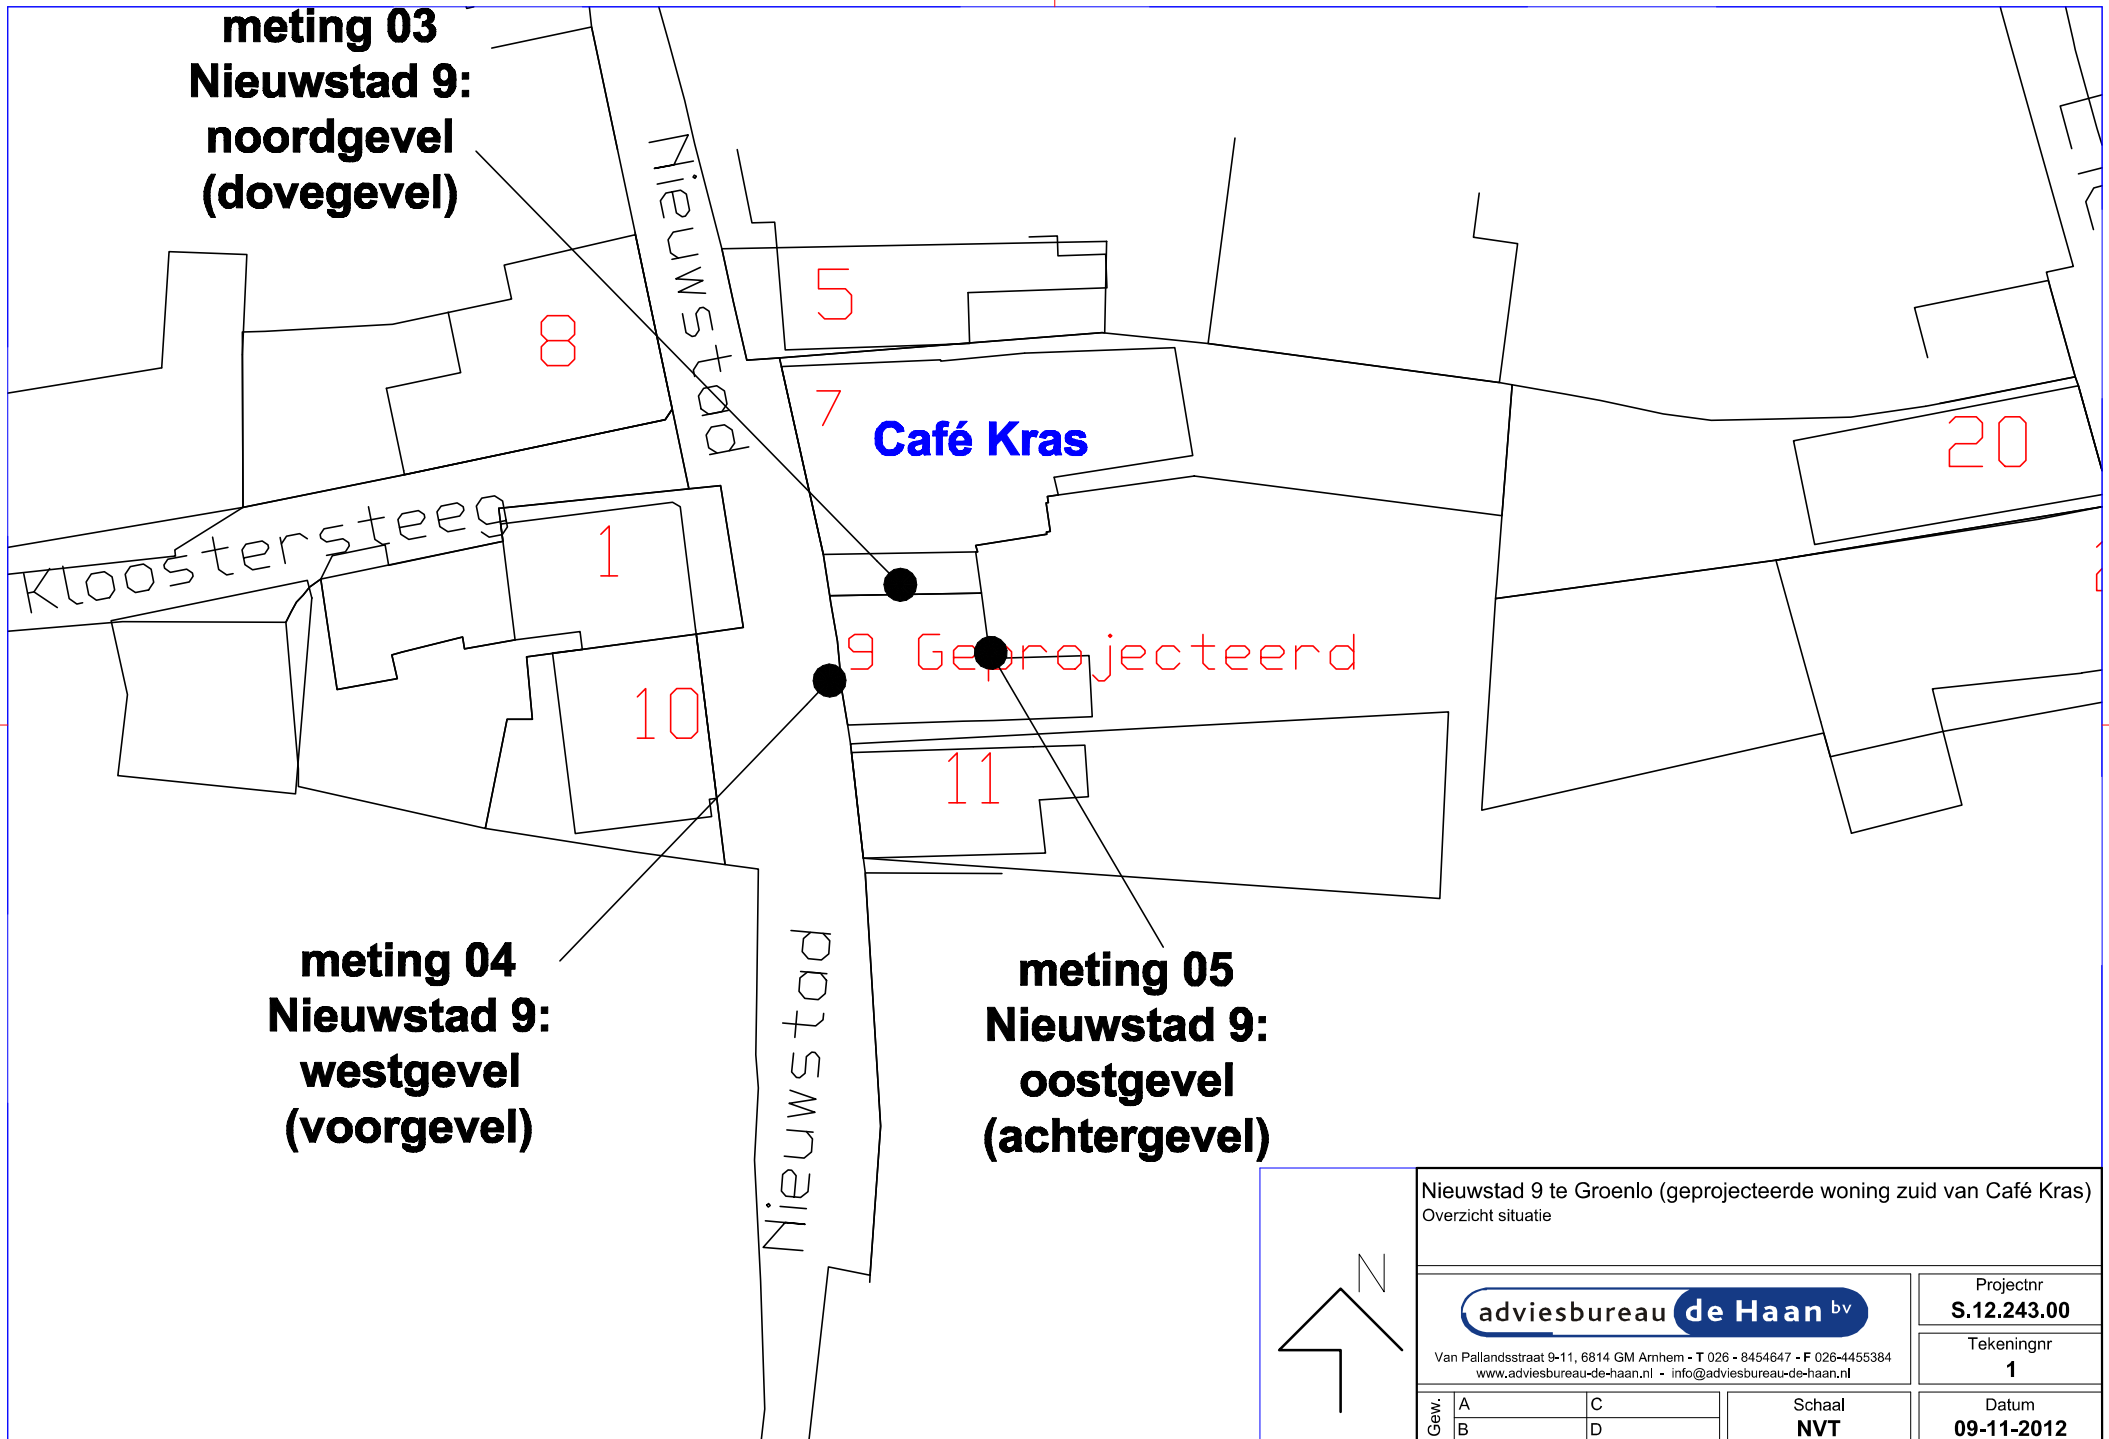 meting 03
Nieuwstad 9:
noordgevel
(dovegevel)
Nieuwstad
5
8
7
Café Kras
20
Kloostersteeg
1
9 Geprojecteerd
10
11
meting 04
Nieuwstad 9:
westgevel
(voorgevel)
Nieuwstad
meting 05
Nieuwstad 9:
oostgevel
(achtergevel)
N
Nieuwstad 9 te Groenlo (geprojecteerde woning zuid van Café Kras)
Overzicht situatie
adviesbureau de Haan bv
Van Pallandsstraat 9-11, 6814 GM Arnhem - T 026 - 8454647 - F 026-4455384
www.adviesbureau-de-haan.nl - info@adviesbureau-de-haan.nl
Projectnr
S.12.243.00
Tekeningnr
1
Gew.
A
C
B
D
Schaal
NVT
Datum
09-11-2012